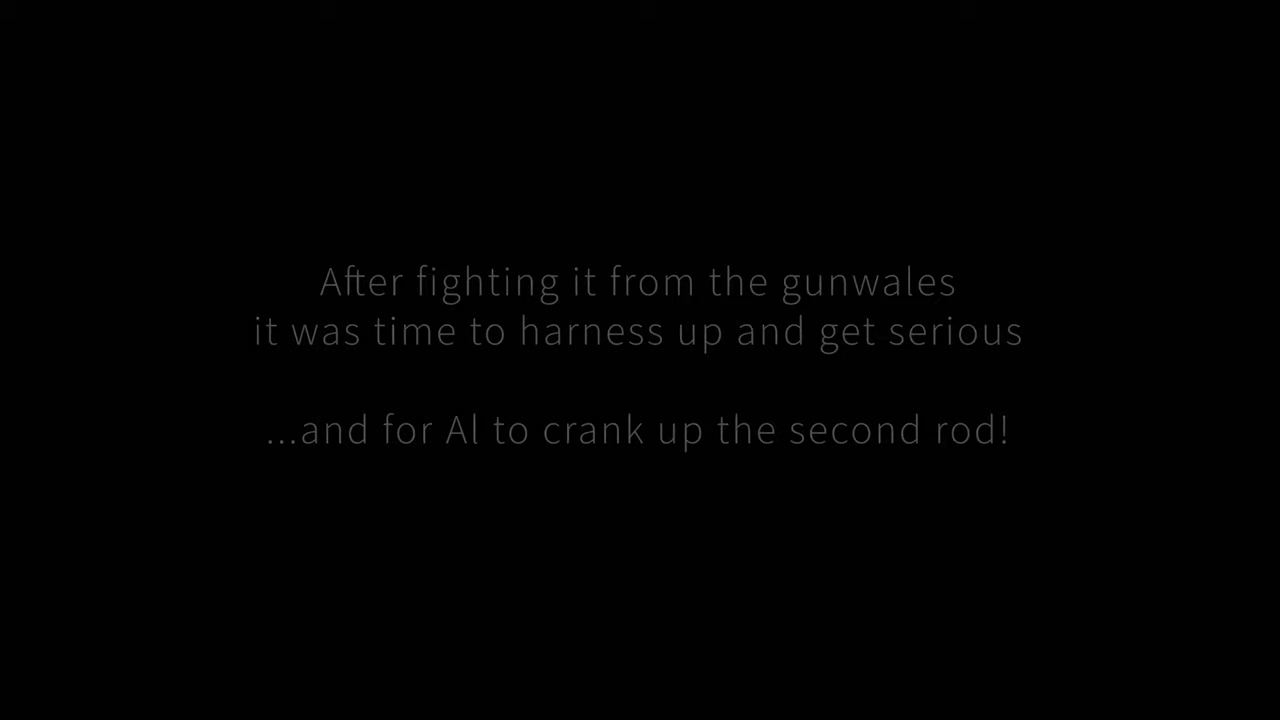 After fighting it from the gunwales
it was time to harness up and get serious
...and for Al to crank up the second rod!